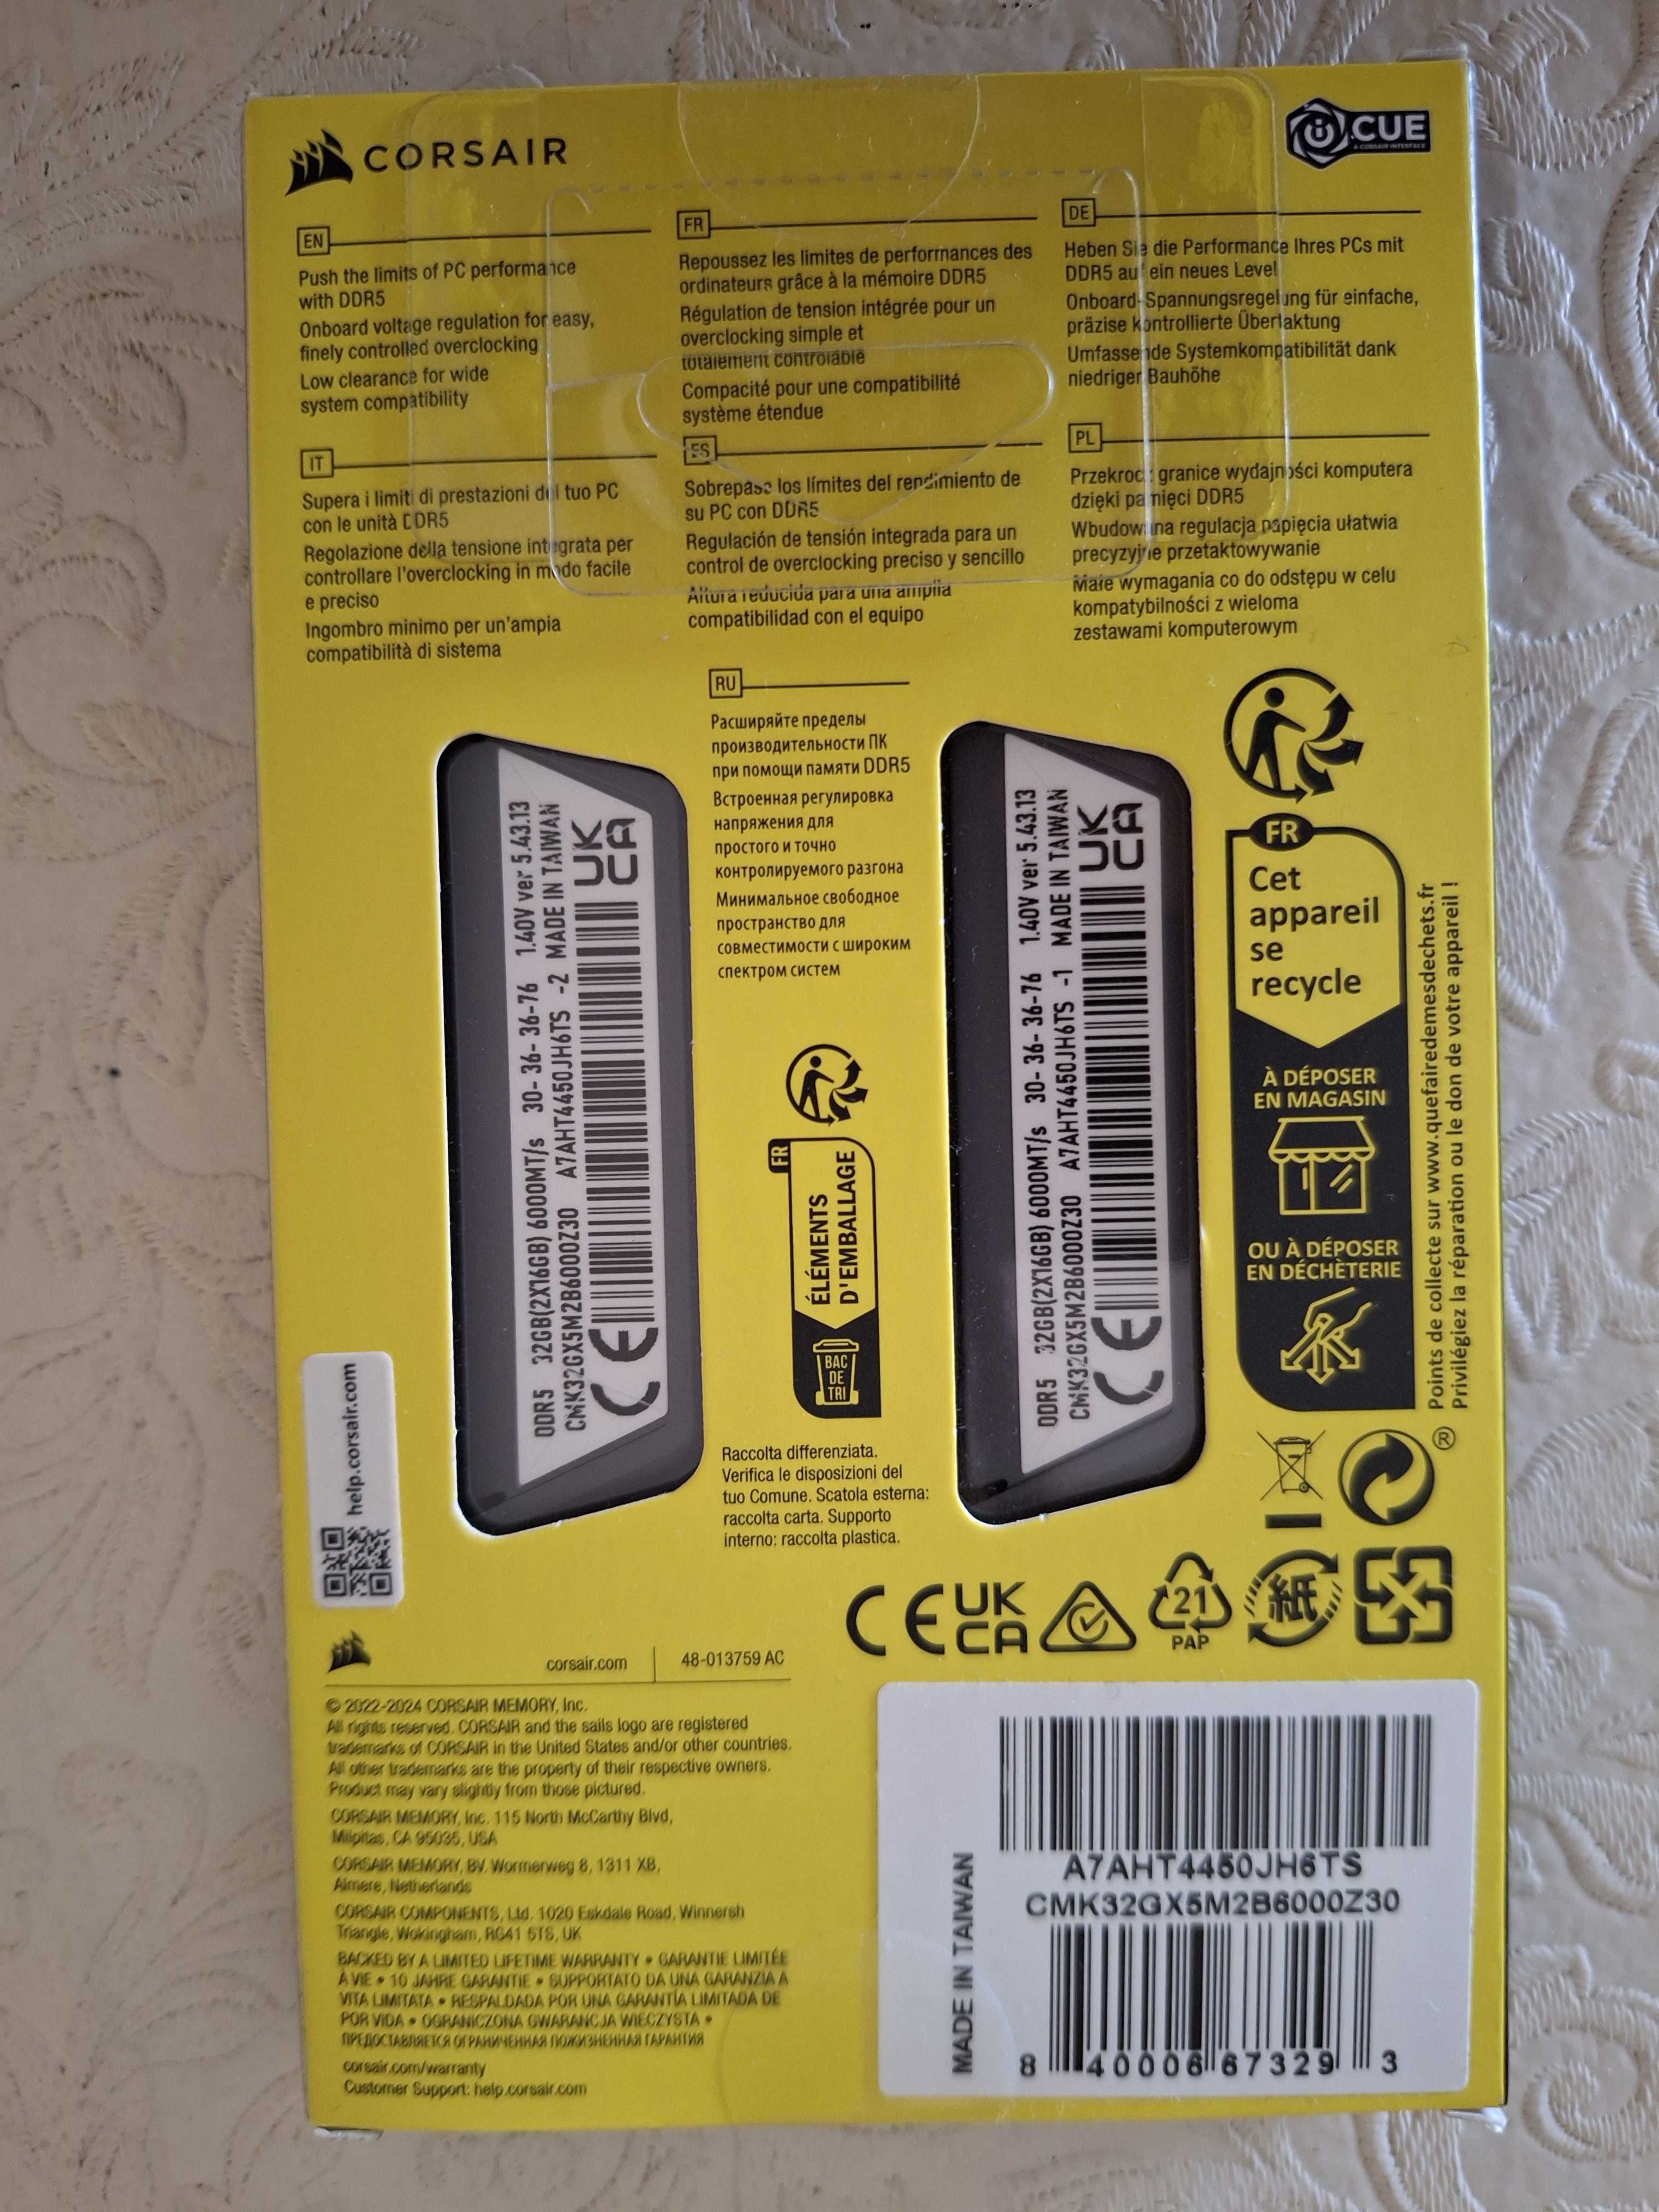 CORSAIR
iCUE
A CORSAIR INTERFACE
EN
Push the limits of PC performance
with DDR5
Onboard voltage regulation for easy,
finely controlled overclocking
Low clearance for wide
system compatibility
FR
Repoussez les limites de performances des
ordinateurs grâce à la mémoire DDR5
Régulation de tension intégrée pour un
overclocking simple et
totalement contrôlable
Compacité pour une compatibilité
système étendue
DE
Heben Sie die Performance Ihres PCs mit
DDR5 auf ein neues Level
Onboard-Spannungsregelung für einfache,
präzise kontrollierte Übertaktung
Umfassende Systemkompatibilität dank
niedriger Bauhöhe
IT
Supera i limiti di prestazioni del tuo PC
con le unità DDR5
Regolazione della tensione integrata per
controllare l'overclocking in modo facile
e preciso
Ingombro minimo per un'ampia
compatibilità di sistema
ES
Sobrepase los límites del rendimiento de
su PC con DDR5
Regulación de tensión integrada para un
control de overclocking preciso y sencillo
Altura reducida para una amplia
compatibilidad con el equipo
PL
Przekrocz granice wydajności komputera
dzięki pamięci DDR5
Wbudowana regulacja napięcia ułatwia
precyzyjne przetaktowywanie
Małe wymagania co do odstępu w celu
kompatybilności z wieloma
zestawami komputerowym
RU
Расширяйте пределы
производительности ПК
при помощи памяти DDR5
Встроенная регулировка
напряжения для
простого и точно
контролируемого разгона
Минимальное свободное
пространство для
совместимости с широким
спектром систем
DDR5 32GB(2X16GB) 6000MT/s 30-36-36-76 1.40V ver 5.43.13
CMK32GX5M2B6000Z30 A7AHT4450JH6TS -2 MADE IN TAIWAN
CE
UK
CA
DDR5 32GB(2X16GB) 6000MT/s 30-36-36-76 1.40V ver 5.43.13
CMK32GX5M2B6000Z30 A7AHT4450JH6TS -1 MADE IN TAIWAN
CE
UK
CA
FR
ÉLÉMENTS
D'EMBALLAGE
BAC
DE
TRI
FR
Cet
appareil
se
recycle
À DÉPOSER
EN MAGASIN
OU À DÉPOSER
EN DÉCHÈTERIE
Points de collecte sur www.quefairedemesdechets.fr
Privilégiez la réparation ou le don de votre appareil !
help.corsair.com
Raccolta differenziata.
Verifica le disposizioni del
tuo Comune. Scatola esterna:
raccolta carta. Supporto
interno: raccolta plastica.
®
CE
UK
CA
21
PAP
紙
corsair.com
48-013759 AC
© 2022-2024 CORSAIR MEMORY, Inc.
All rights reserved. CORSAIR and the sails logo are registered
trademarks of CORSAIR in the United States and/or other countries.
All other trademarks are the property of their respective owners.
Product may vary slightly from those pictured.
CORSAIR MEMORY, Inc. 115 North McCarthy Blvd,
Milpitas, CA 95035, USA
CORSAIR MEMORY, BV. Wormerweg 8, 1311 XB,
Almere, Netherlands
CORSAIR COMPONENTS, Ltd. 1020 Eskdale Road, Winnersh
Triangle, Wokingham, RG41 5TS, UK
BACKED BY A LIMITED LIFETIME WARRANTY • GARANTIE LIMITÉE
À VIE • 10 JAHRE GARANTIE • SUPPORTATO DA UNA GARANZIA A
VITA LIMITATA • RESPALDADA POR UNA GARANTÍA LIMITADA DE
POR VIDA • OGRANICZONA GWARANCJA WIECZYSTA •
ПРЕДОСТАВЛЯЕТСЯ ОГРАНИЧЕННАЯ ПОЖИЗНЕННАЯ ГАРАНТИЯ
corsair.com/warranty
Customer Support: help.corsair.com
MADE IN TAIWAN
A7AHT4450JH6TS
CMK32GX5M2B6000Z30
8 40006 67329 3